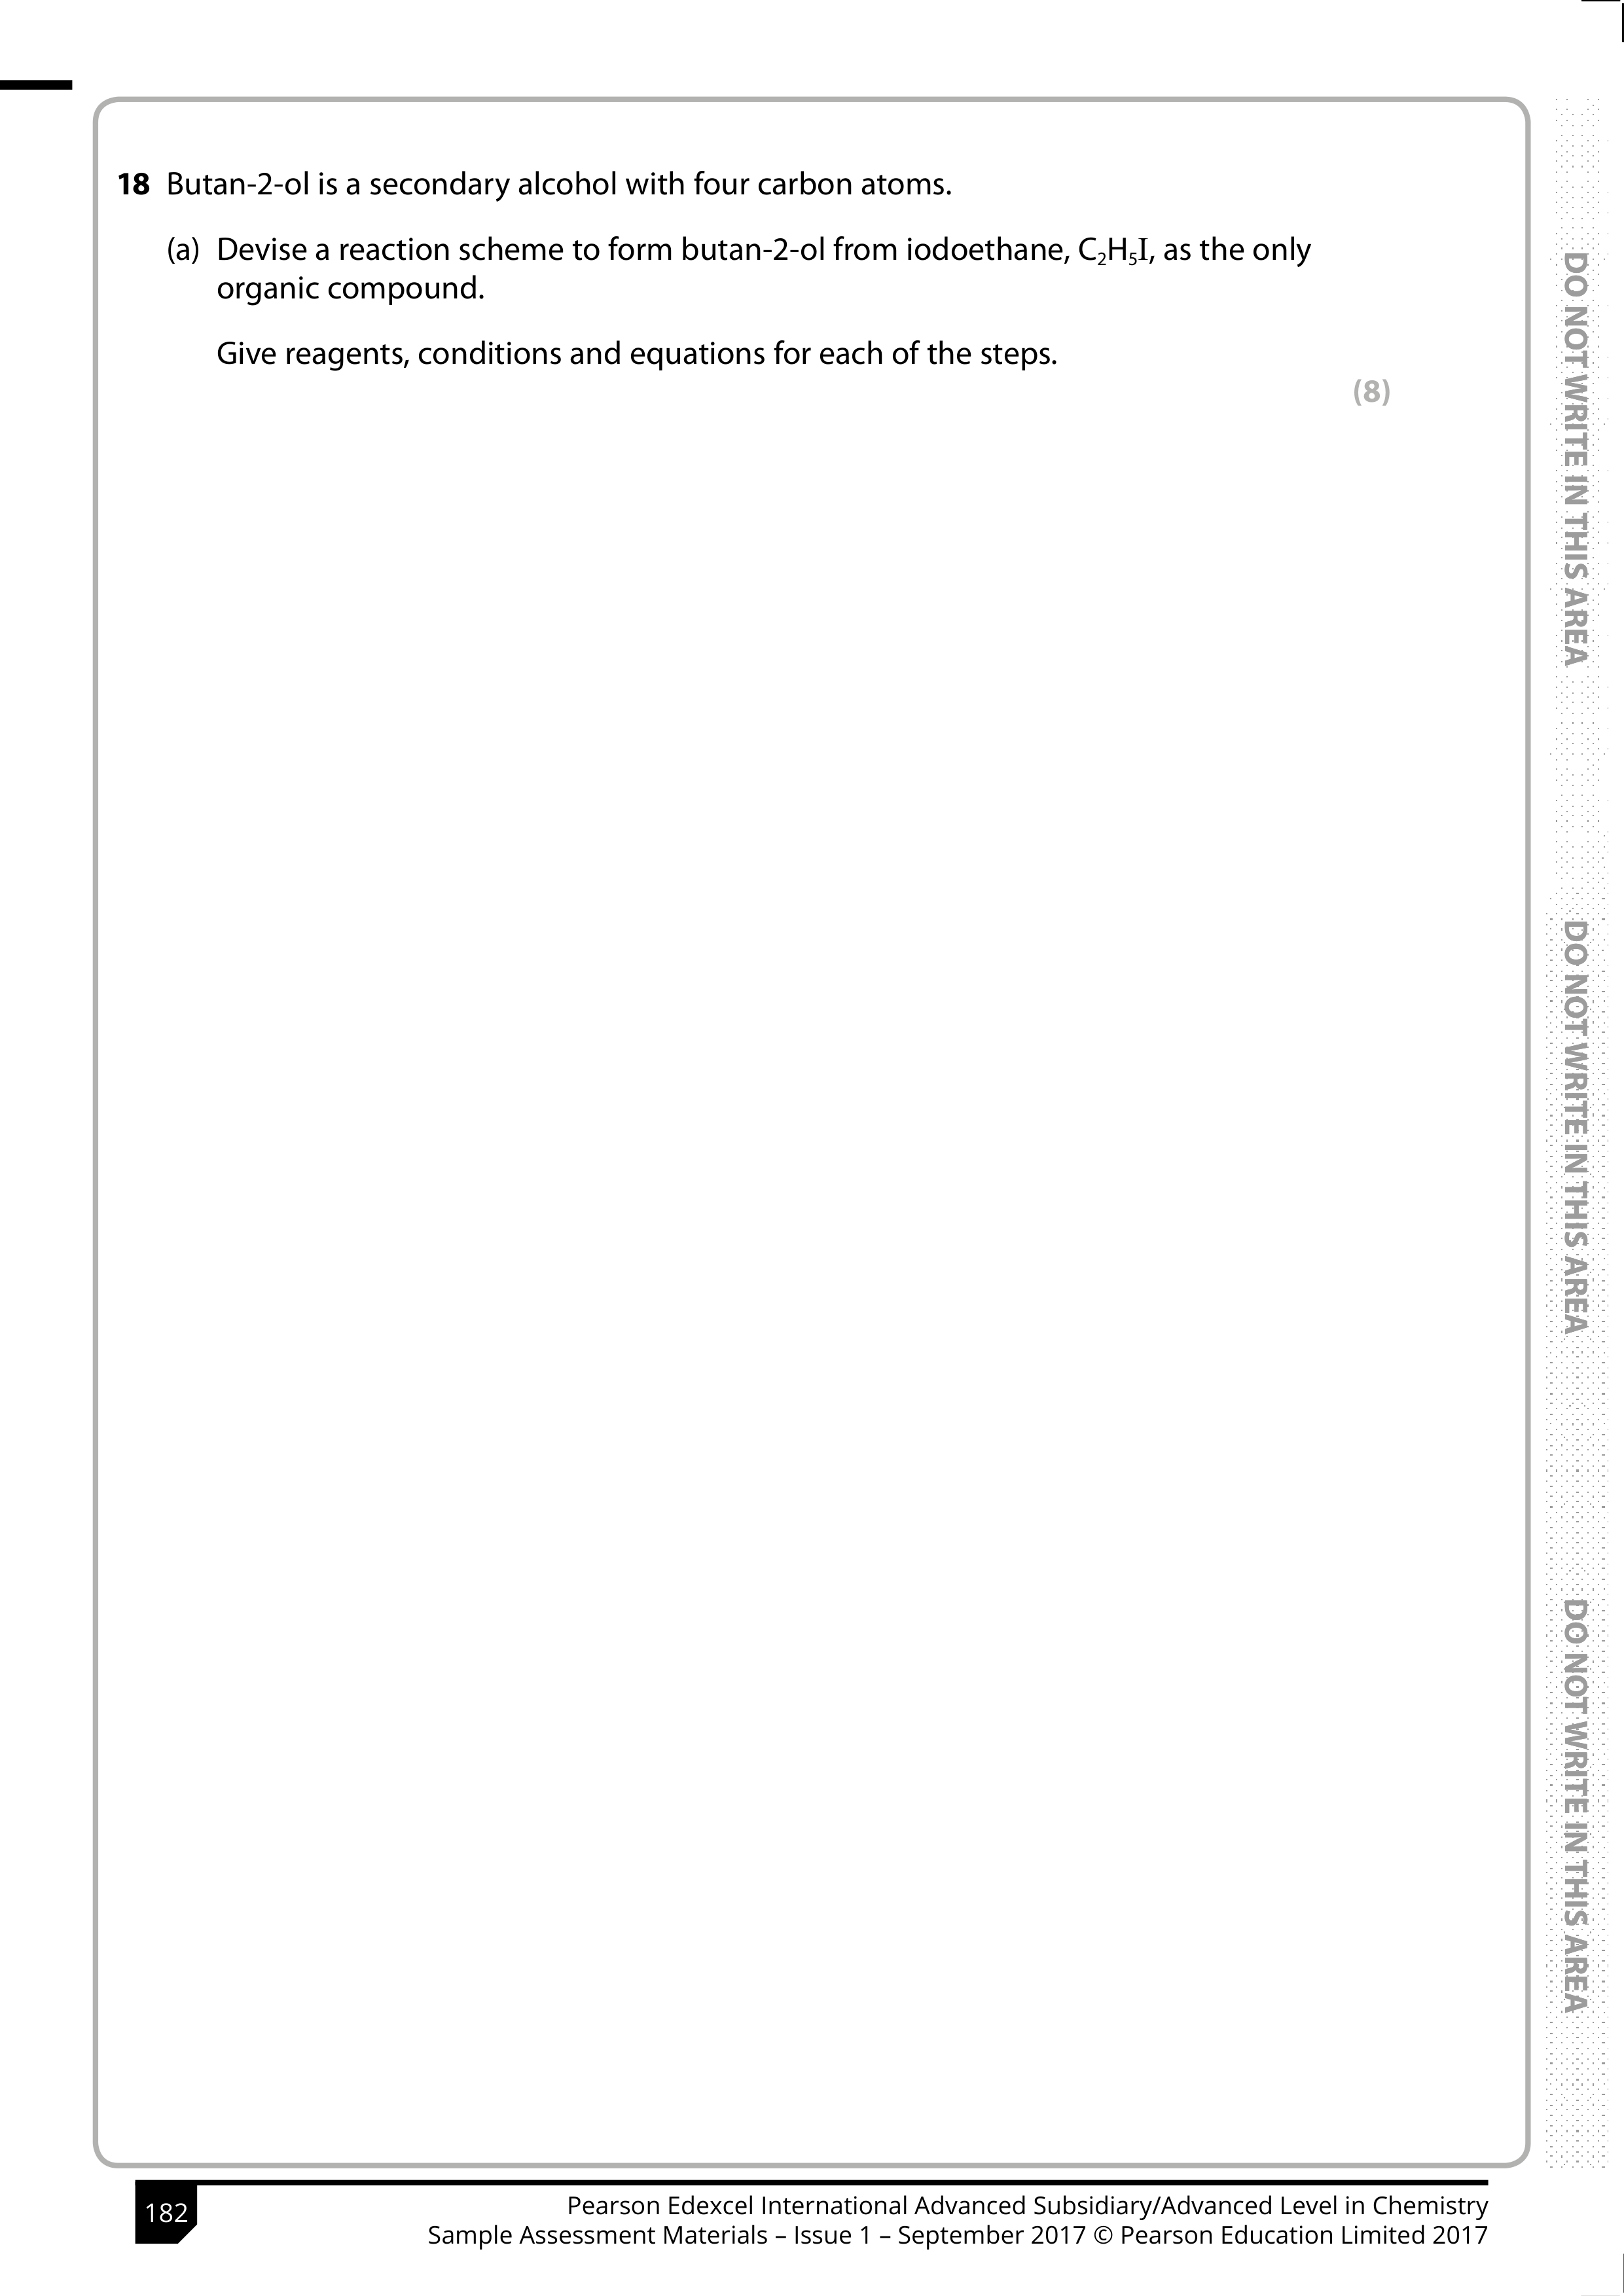 18 Butan-2-ol is a secondary alcohol with four carbon atoms.
(a) Devise a reaction scheme to form butan-2-ol from iodoethane, C₂H₅I, as the only
organic compound.
Give reagents, conditions and equations for each of the steps.
(8)
DO NOT WRITE IN THIS AREA
DO NOT WRITE IN THIS AREA
DO NOT WRITE IN THIS AREA
182
Pearson Edexcel International Advanced Subsidiary/Advanced Level in Chemistry
Sample Assessment Materials – Issue 1 – September 2017 © Pearson Education Limited 2017